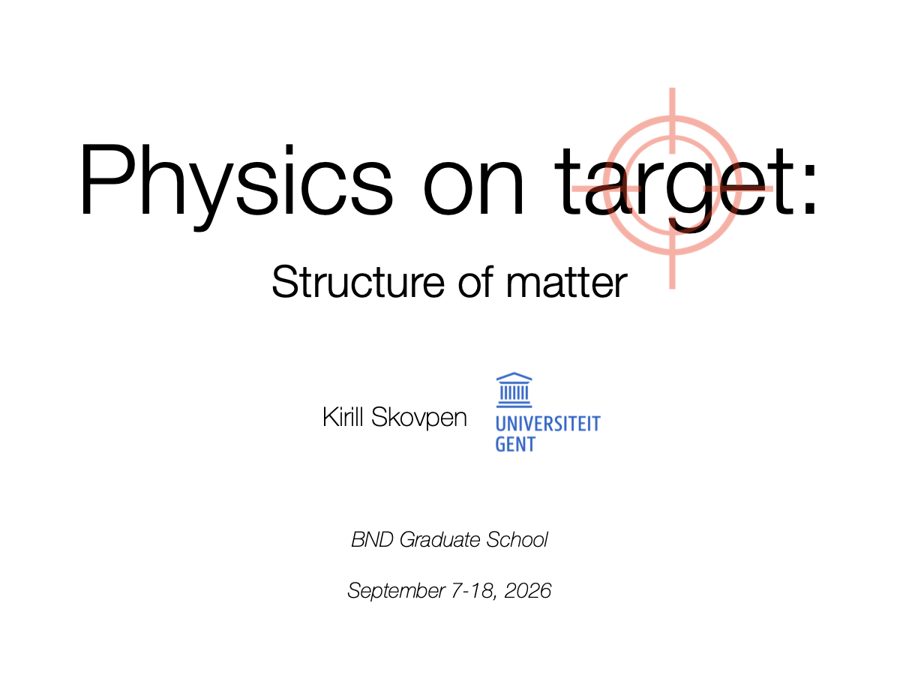 Physics on target:
Structure of matter
Kirill Skovpen
UNIVERSITEIT
GENT
BND Graduate School
September 7-18, 2026